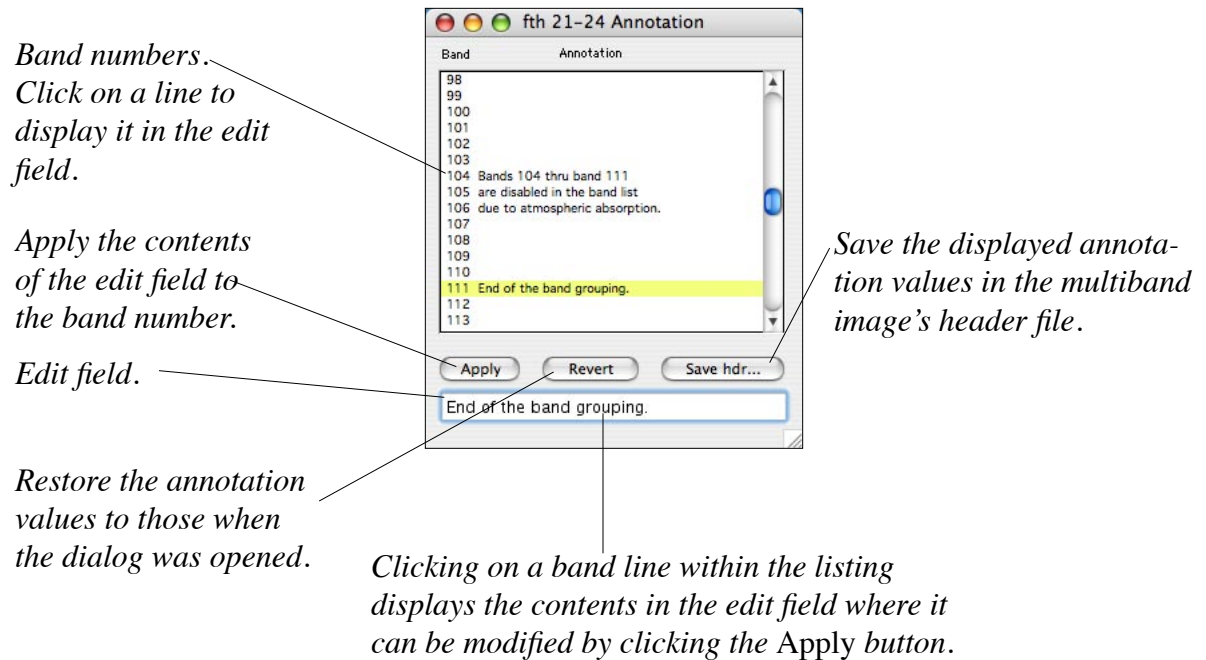 fth 21-24 Annotation
Band Annotation
98
99
100
101
102
103
104 Bands 104 thru band 111
105 are disabled in the band list
106 due to atmospheric absorption.
107
108
109
110
111 End of the band grouping.
112
113
Apply Revert Save hdr...
End of the band grouping.
Band numbers.
Click on a line to
display it in the edit
field.
Apply the contents
of the edit field to
the band number.
Edit field.
Restore the annotation
values to those when
the dialog was opened.
Save the displayed annota-
tion values in the multiband
image's header file.
Clicking on a band line within the listing
displays the contents in the edit field where it
can be modified by clicking the Apply button.